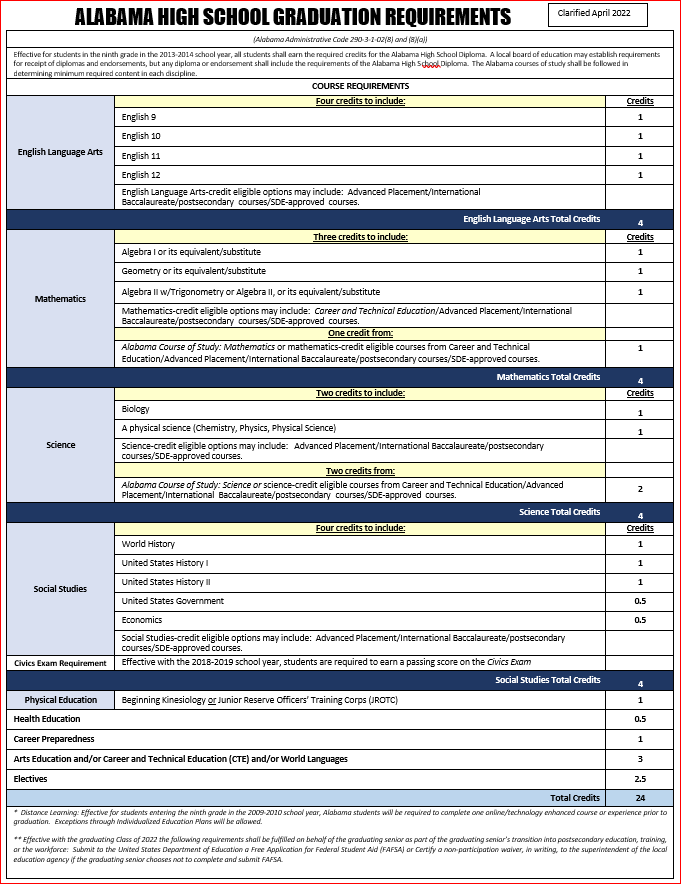 ALABAMA HIGH SCHOOL GRADUATION REQUIREMENTS
Clarified April 2022
(Alabama Administrative Code 290-3-1-02(8) and (8)(a))
Effective for students in the ninth grade in the 2013-2014 school year, all students shall earn the required credits for the Alabama High School Diploma. A local board of education may establish requirements
for receipt of diplomas and endorsements, but any diploma or endorsement shall include the requirements of the Alabama High School Diploma. The Alabama courses of study shall be followed in
determining minimum required content in each discipline.
COURSE REQUIREMENTS
English Language Arts
Four credits to include: Credits
English 9 1
English 10 1
English 11 1
English 12 1
English Language Arts-credit eligible options may include: Advanced Placement/International
Baccalaureate/postsecondary courses/SDE-approved courses.
English Language Arts Total Credits 4
Mathematics
Three credits to include: Credits
Algebra I or its equivalent/substitute 1
Geometry or its equivalent/substitute 1
Algebra II w/Trigonometry or Algebra II, or its equivalent/substitute 1
Mathematics-credit eligible options may include: Career and Technical Education/Advanced Placement/International
Baccalaureate/postsecondary courses/SDE-approved courses.
One credit from:
Alabama Course of Study: Mathematics or mathematics-credit eligible courses from Career and Technical 1
Education/Advanced Placement/International Baccalaureate/postsecondary courses/SDE-approved courses.
Mathematics Total Credits 4
Science
Two credits to include: Credits
Biology 1
A physical science (Chemistry, Physics, Physical Science) 1
Science-credit eligible options may include: Advanced Placement/International Baccalaureate/postsecondary
courses/SDE-approved courses.
Two credits from:
Alabama Course of Study: Science or science-credit eligible courses from Career and Technical Education/Advanced 2
Placement/International Baccalaureate/postsecondary courses/SDE-approved courses.
Science Total Credits 4
Social Studies
Four credits to include: Credits
World History 1
United States History I 1
United States History II 1
United States Government 0.5
Economics 0.5
Social Studies-credit eligible options may include: Advanced Placement/International Baccalaureate/postsecondary
courses/SDE-approved courses.
Civics Exam Requirement Effective with the 2018-2019 school year, students are required to earn a passing score on the Civics Exam
Social Studies Total Credits 4
Physical Education Beginning Kinesiology or Junior Reserve Officers' Training Corps (JROTC) 1
Health Education 0.5
Career Preparedness 1
Arts Education and/or Career and Technical Education (CTE) and/or World Languages 3
Electives 2.5
Total Credits 24
* Distance Learning: Effective for students entering the ninth grade in the 2009-2010 school year, Alabama students will be required to complete one online/technology enhanced course or experience prior to
graduation. Exceptions through Individualized Education Plans will be allowed.
** Effective with the graduating Class of 2022 the following requirements shall be fulfilled on behalf of the graduating senior as part of the graduating senior's transition into postsecondary education, training,
or the workforce: Submit to the United States Department of Education a Free Application for Federal Student Aid (FAFSA) or Certify a non-participation waiver, in writing, to the superintendent of the local
education agency if the graduating senior chooses not to complete and submit FAFSA.